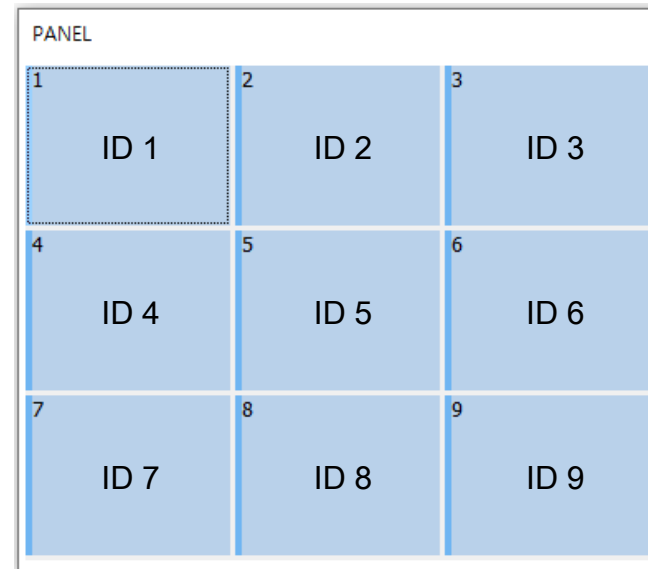 PANEL
1 2 3
ID 1 ID 2 ID 3
4 5 6
ID 4 ID 5 ID 6
7 8 9
ID 7 ID 8 ID 9